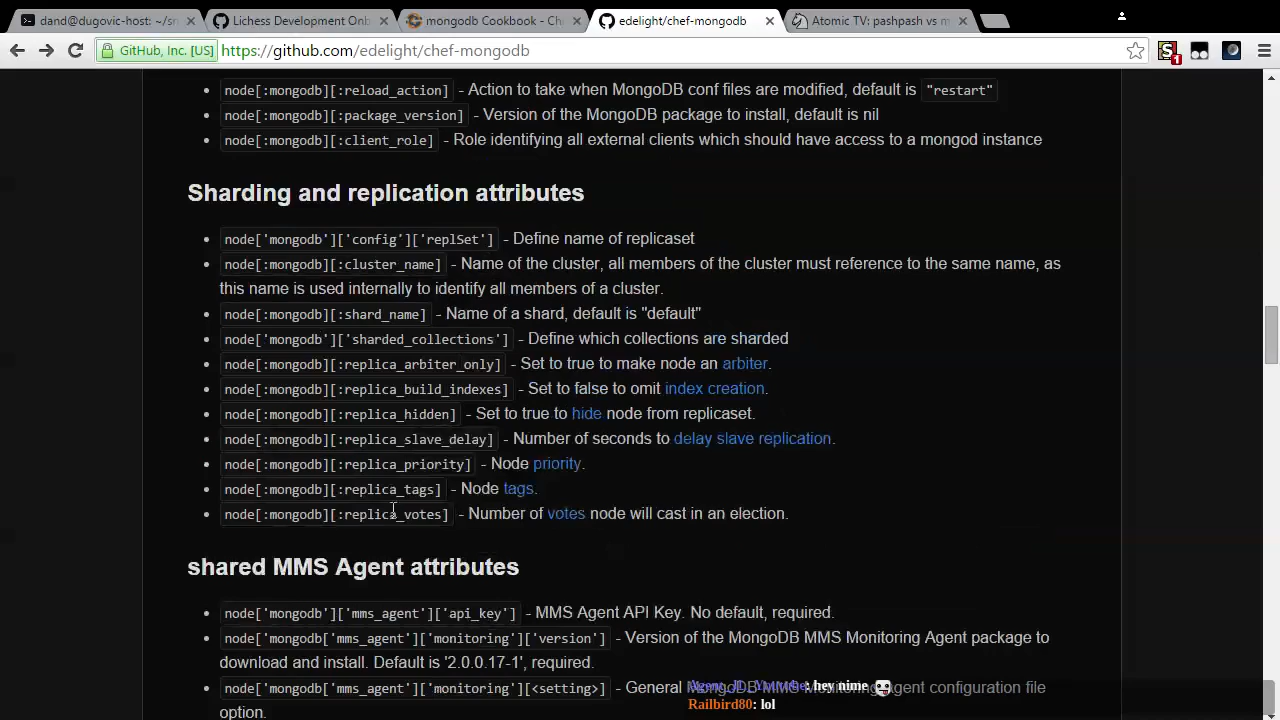 dand@dugovic-host: ~/sr
Lichess Development Onb
mongodb Cookbook - Che
edelight/chef-mongodb
Atomic TV: pashpash vs m
GitHub, Inc. [US]
https://github.com/edelight/chef-mongodb
1
node[:mongodb][:reload_action] - Action to take when MongoDB conf files are modified, default is "restart"
node[:mongodb][:package_version] - Version of the MongoDB package to install, default is nil
node[:mongodb][:client_role] - Role identifying all external clients which should have access to a mongod instance
Sharding and replication attributes
node['mongodb']['config']['replSet'] - Define name of replicaset
node[:mongodb][:cluster_name] - Name of the cluster, all members of the cluster must reference to the same name, as
this name is used internally to identify all members of a cluster.
node[:mongodb][:shard_name] - Name of a shard, default is "default"
node['mongodb']['sharded_collections'] - Define which collections are sharded
node[:mongodb][:replica_arbiter_only] - Set to true to make node an arbiter.
node[:mongodb][:replica_build_indexes] - Set to false to omit index creation.
node[:mongodb][:replica_hidden] - Set to true to hide node from replicaset.
node[:mongodb][:replica_slave_delay] - Number of seconds to delay slave replication.
node[:mongodb][:replica_priority] - Node priority.
node[:mongodb][:replica_tags] - Node tags.
node[:mongodb][:replica_votes] - Number of votes node will cast in an election.
shared MMS Agent attributes
node['mongodb']['mms_agent']['api_key'] - MMS Agent API Key. No default, required.
node['mongodb['mms_agent']['monitoring']['version'] - Version of the MongoDB MMS Monitoring Agent package to
download and install. Default is '2.0.0.17-1', required.
node['mongodb['mms_agent']['monitoring'][<setting>] - General MongoDB MMS Monitoring Agent configuration file
option.
: hey nime
Railbird80: lol